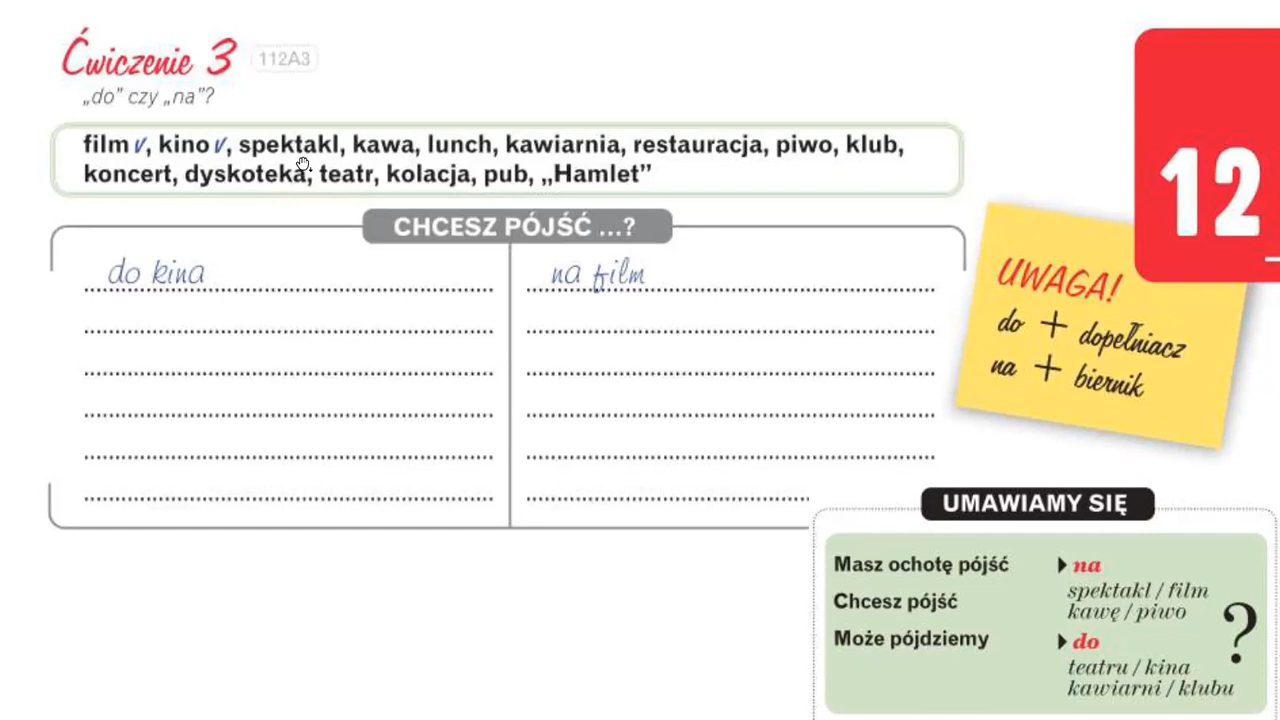 Ćwiczenie 3 112A3
„do” czy „na”?
film v, kino v, spektakl, kawa, lunch, kawiarnia, restauracja, piwo, klub,
koncert, dyskoteka, teatr, kolacja, pub, „Hamlet”
12
CHCESZ PÓJŚĆ ...?
do kina
na film
UWAGA!
do + dopełniacz
na + biernik
UMAWIAMY SIĘ
Masz ochotę pójść
Chcesz pójść
Może pójdziemy
na
spektakl / film
kawę / piwo
do
teatru / kina
kawiarni / klubu
?